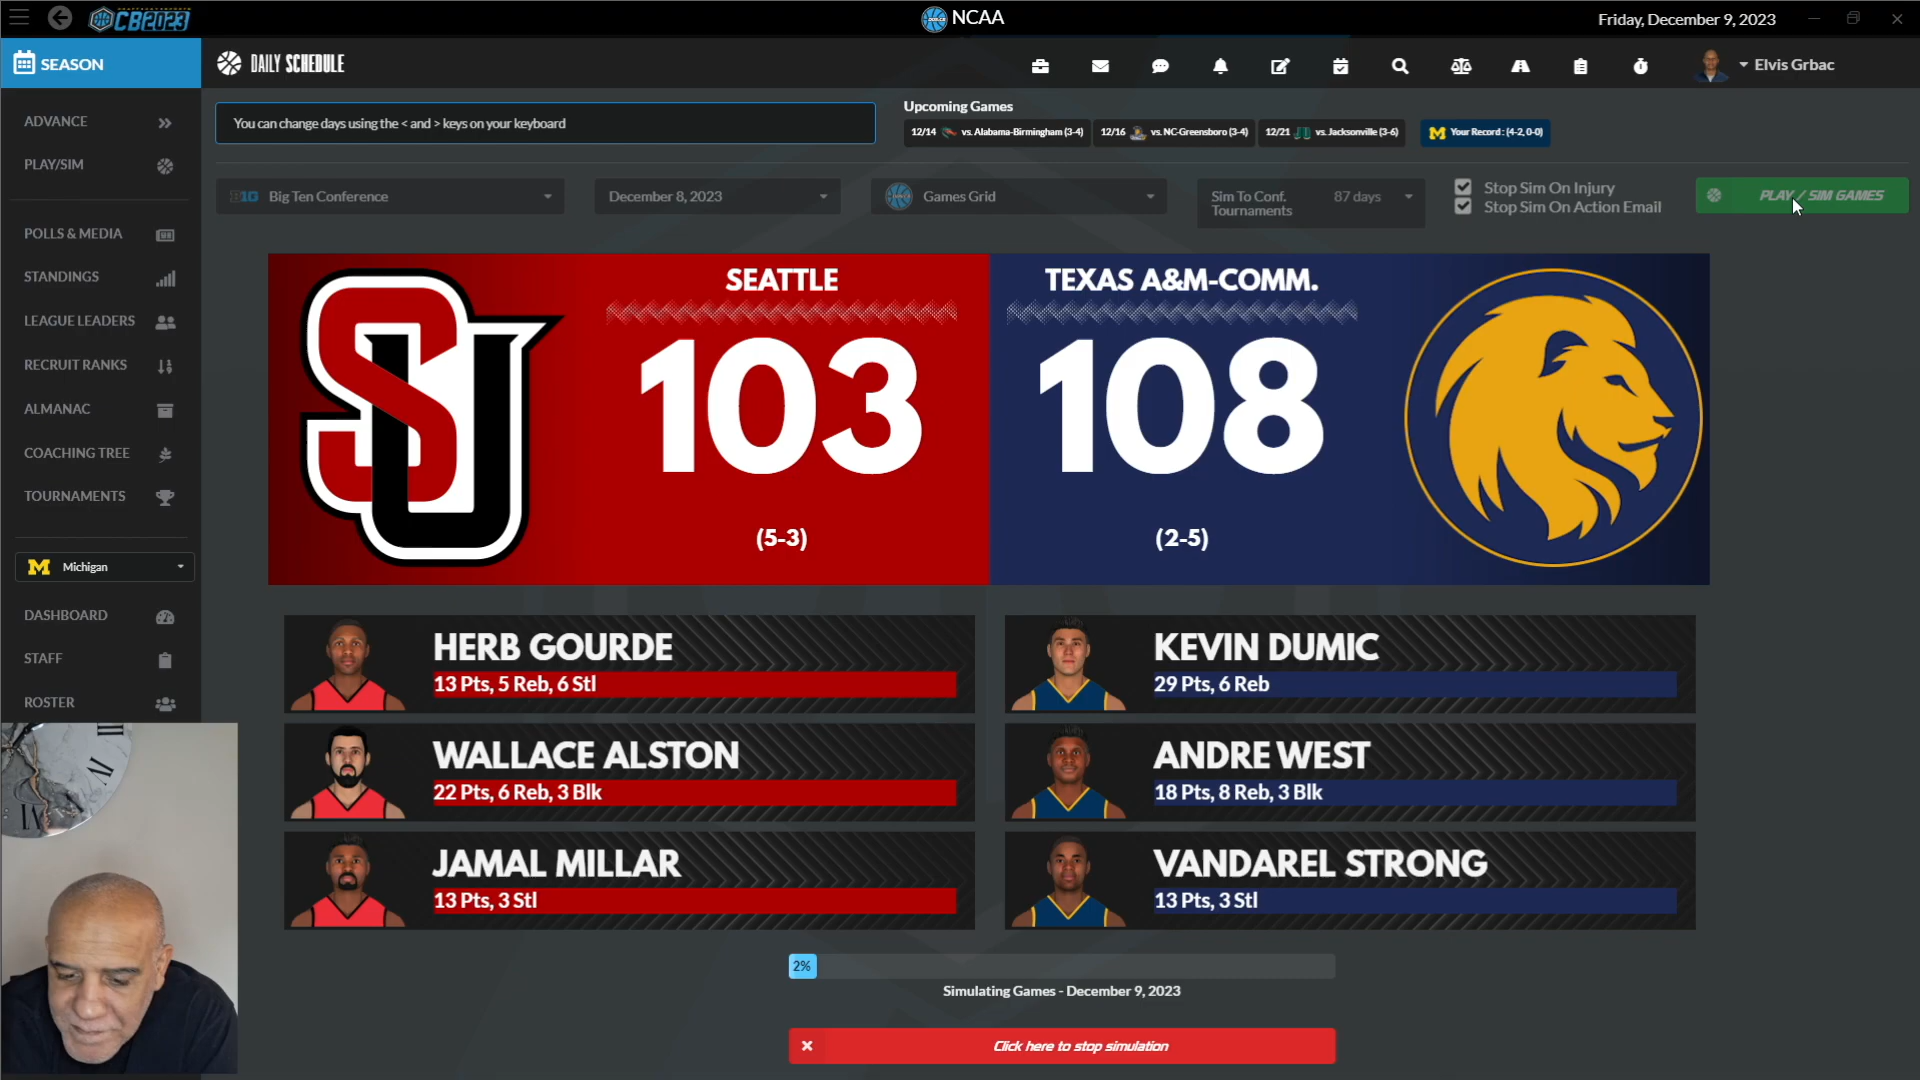 CB2023
NCAA
Friday, December 9, 2023
SEASON
DAILY SCHEDULE
Elvis Grbac
ADVANCE
PLAY/SIM
POLLS & MEDIA
STANDINGS
LEAGUE LEADERS
RECRUIT RANKS
ALMANAC
COACHING TREE
TOURNAMENTS
Michigan
DASHBOARD
STAFF
ROSTER
You can change days using the < and > keys on your keyboard
Upcoming Games
12/14 vs. Alabama-Birmingham (3-4)
12/16 vs. NC-Greensboro (3-4)
12/21 vs. Jacksonville (3-6)
Your Record : (4-2, 0-0)
B1G Big Ten Conference
December 8, 2023
Games Grid
Sim To Conf. Tournaments
87 days
Stop Sim On Injury
Stop Sim On Action Email
PLAY / SIM GAMES
SU
SEATTLE
103
(5-3)
TEXAS A&M-COMM.
108
(2-5)
HERB GOURDE
13 Pts, 5 Reb, 6 Stl
WALLACE ALSTON
22 Pts, 6 Reb, 3 Blk
JAMAL MILLAR
13 Pts, 3 Stl
KEVIN DUMIC
29 Pts, 6 Reb
ANDRE WEST
18 Pts, 8 Reb, 3 Blk
VANDAREL STRONG
13 Pts, 3 Stl
2%
Simulating Games - December 9, 2023
Click here to stop simulation